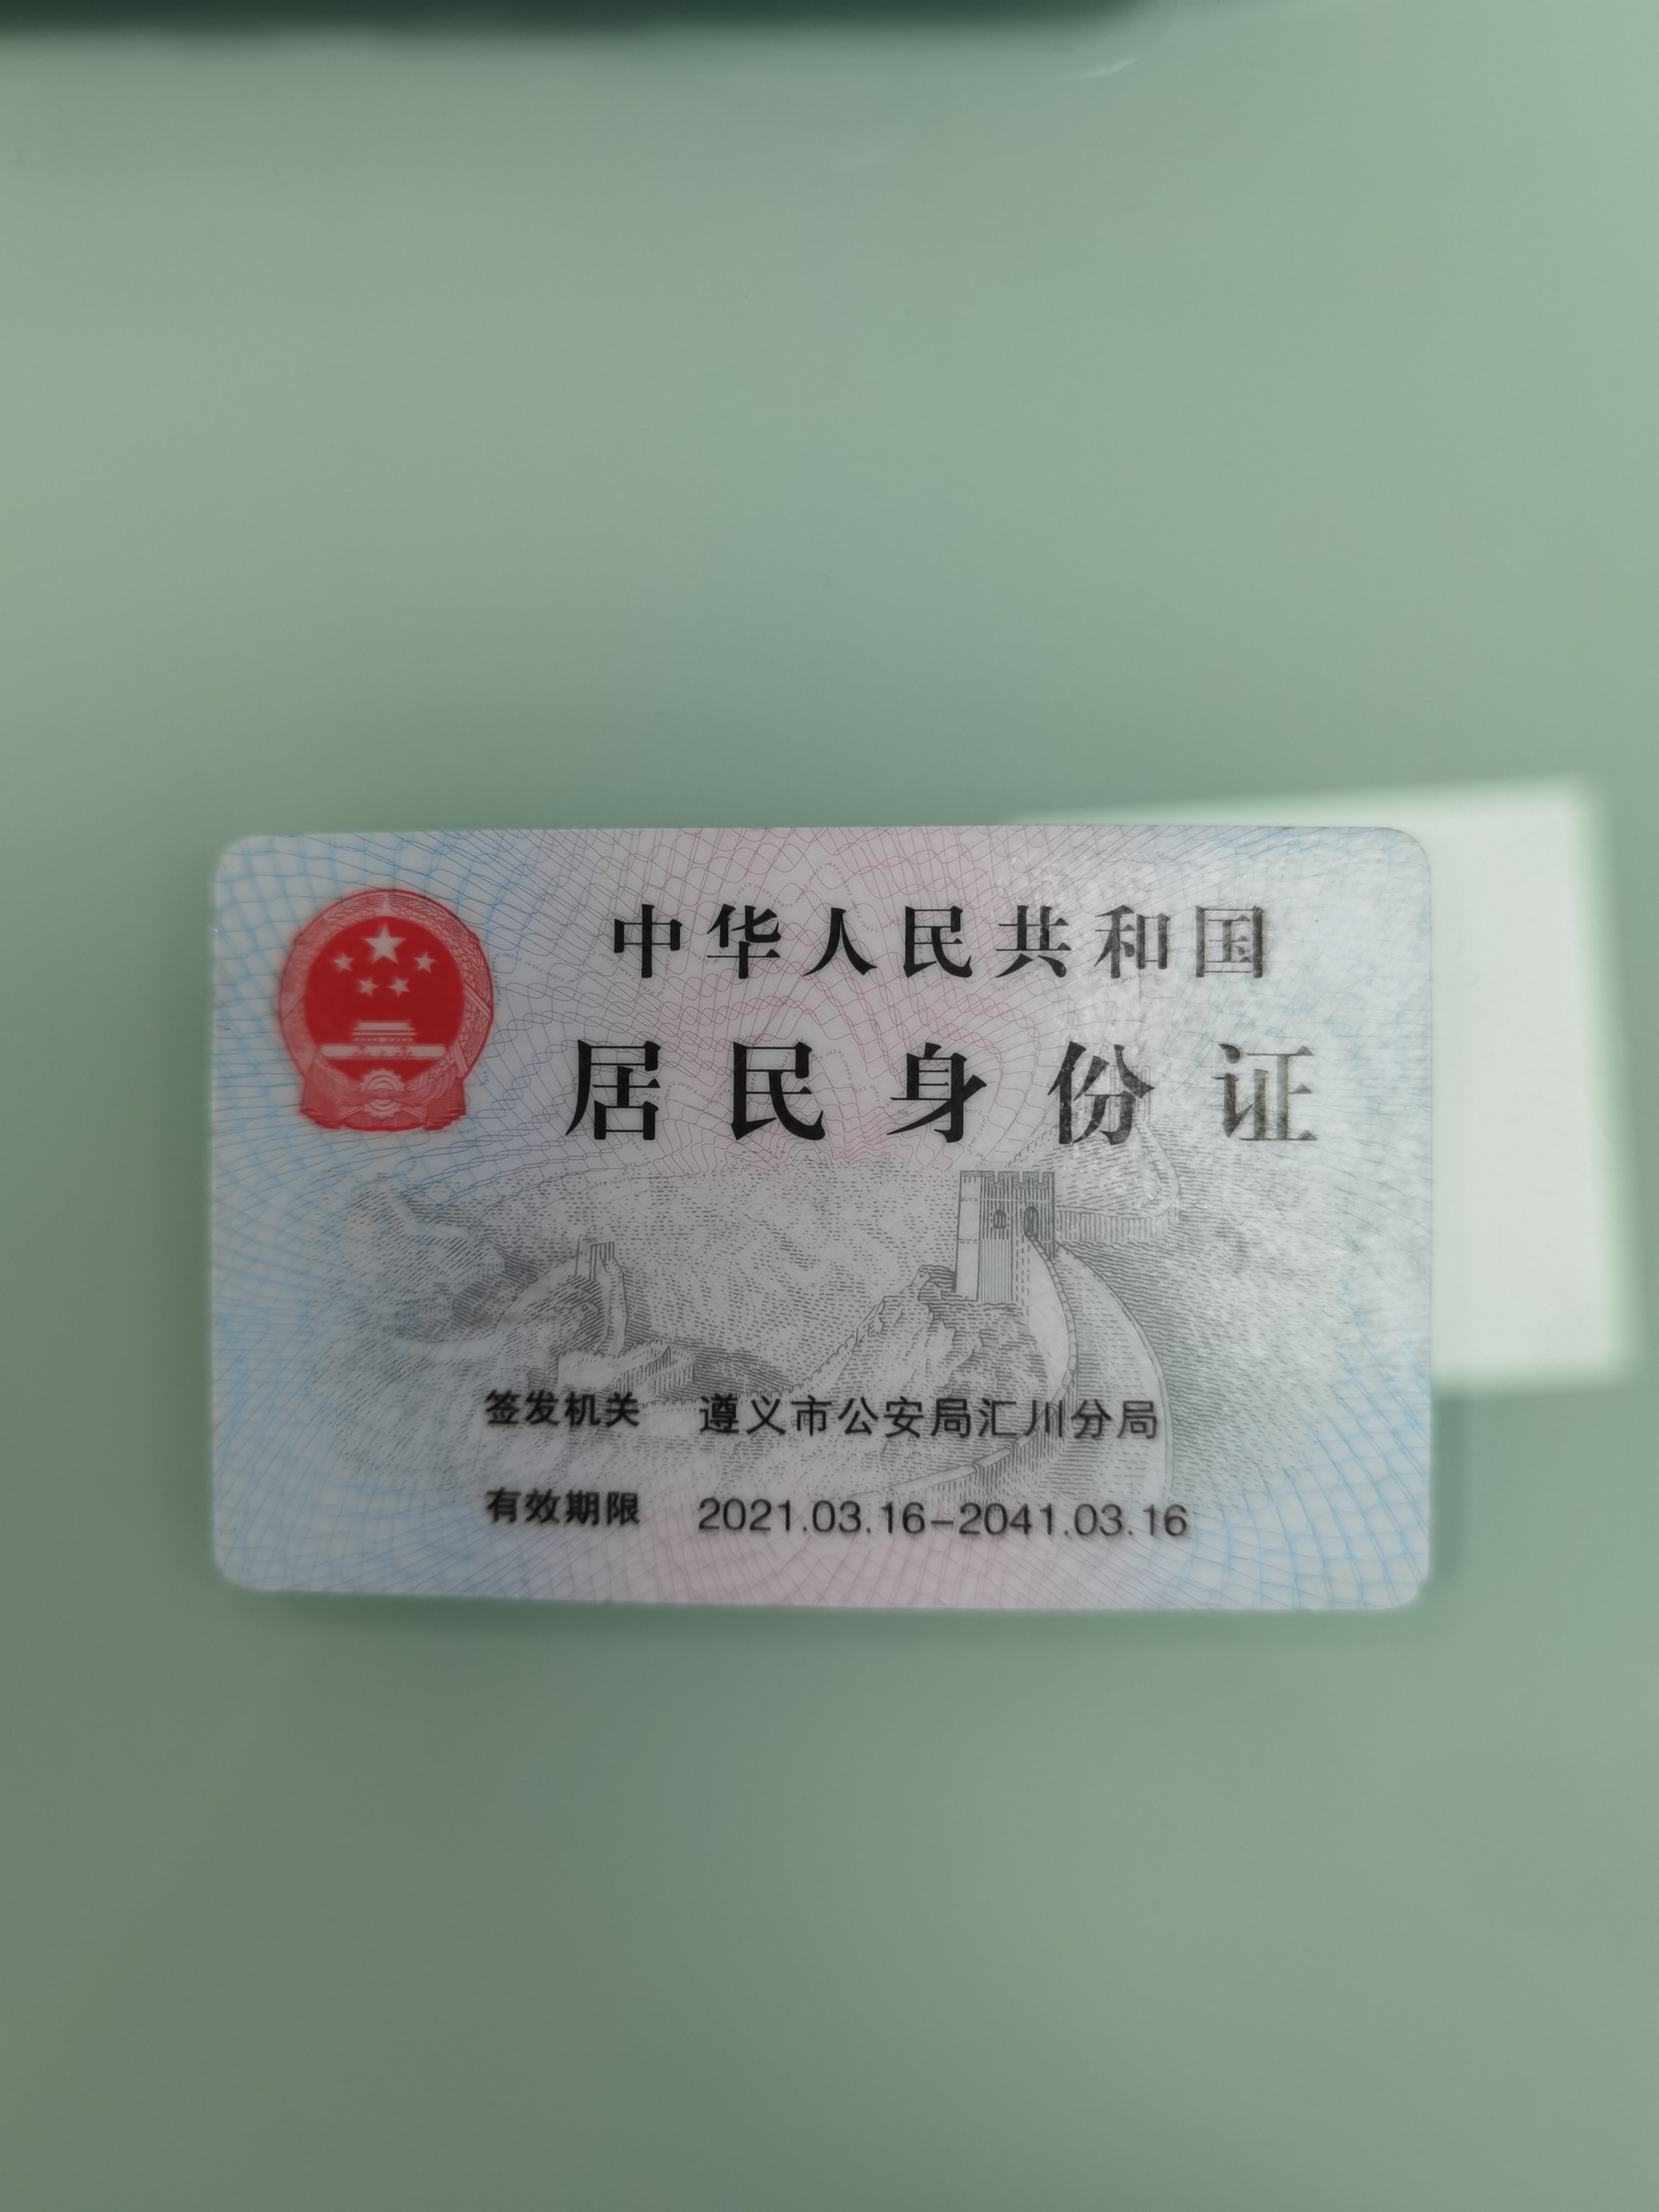 中华人民共和国
居民身份证
签发机关 遵义市公安局汇川分局
有效期限 2021.03.16-2041.03.16